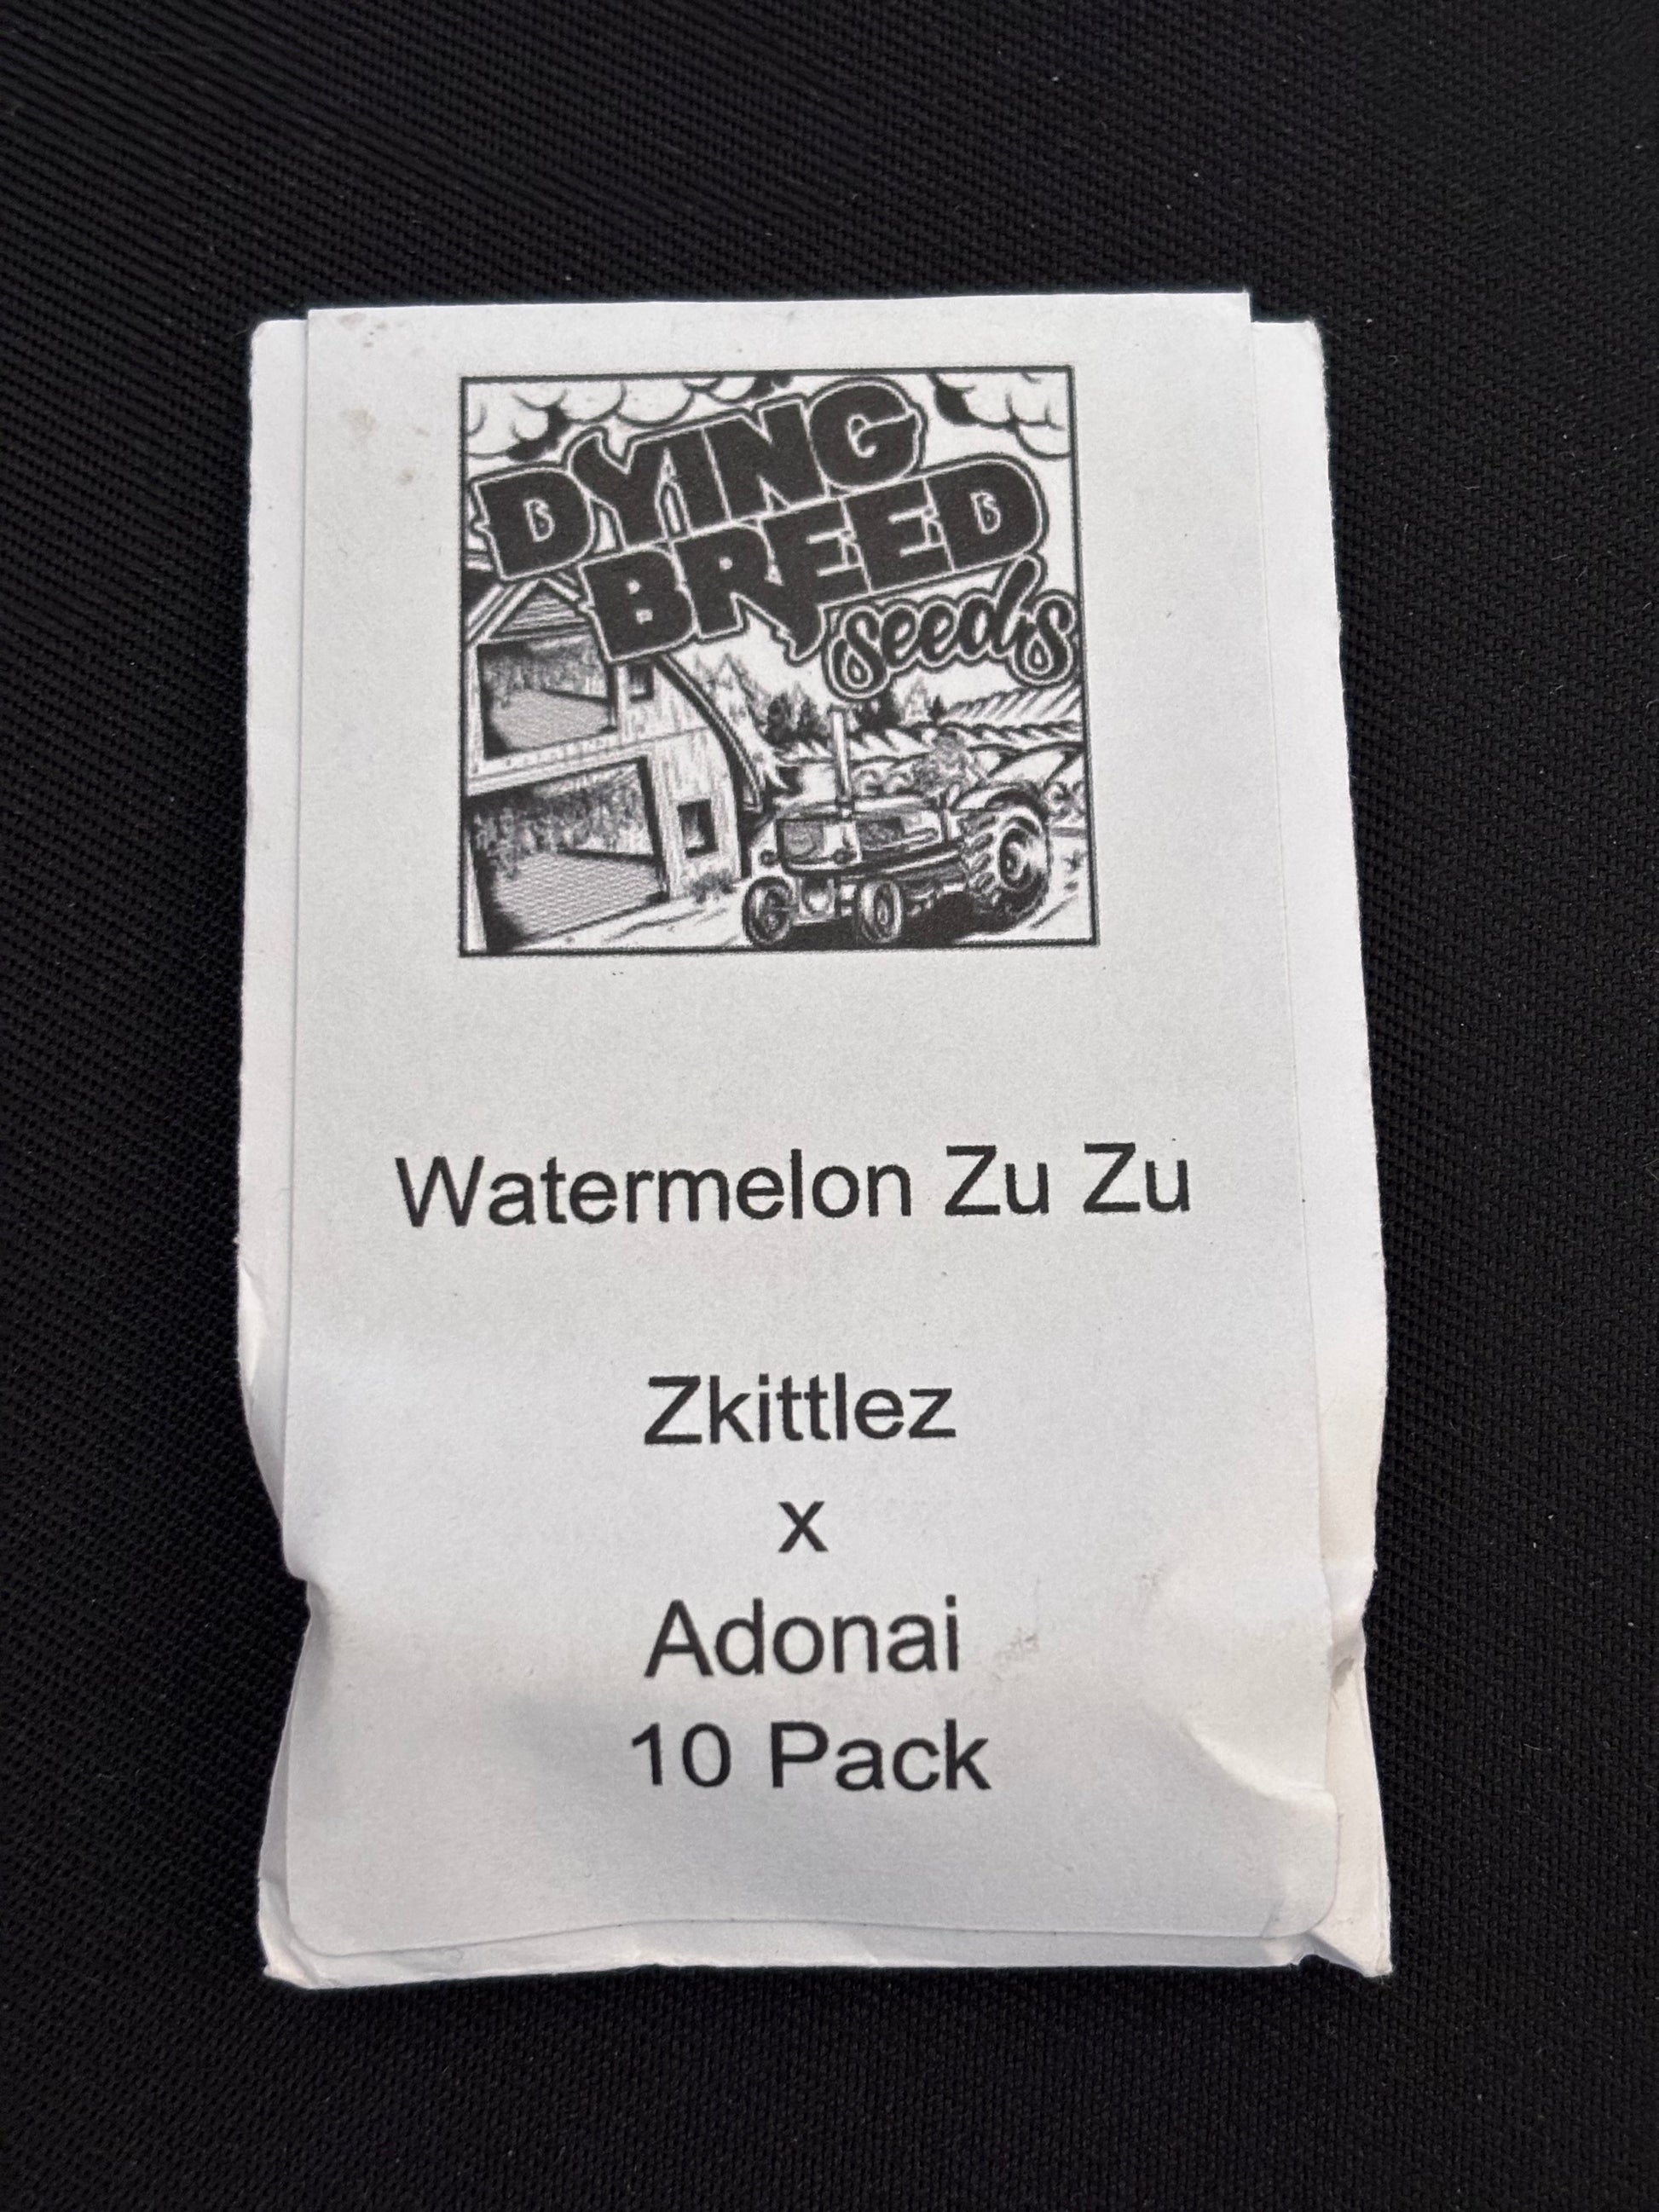 DYING
BREED
seeds
Watermelon Zu Zu
Zkittlez
x
Adonai
10 Pack